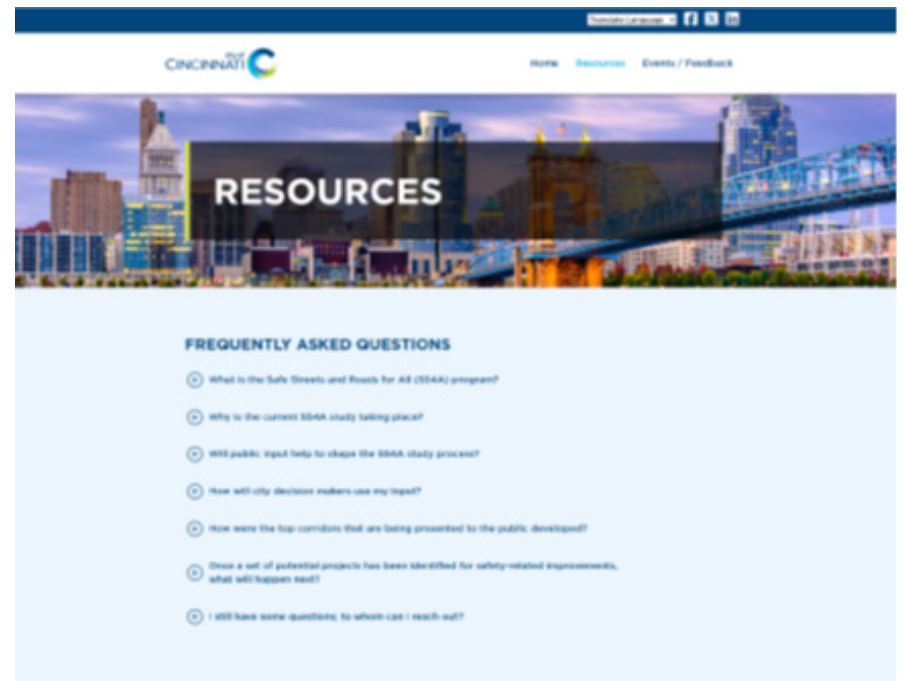 Translate Language
city of
CINCINNATI
Home Resources Events / Feedback
RESOURCES
FREQUENTLY ASKED QUESTIONS
What is the Safe Streets and Roads for All (SS4A) program?
Why is the current SS4A study taking place?
Will public input help to shape the SS4A study process?
How will city decision makers use my input?
How were the top corridors that are being presented to the public developed?
Once a set of potential projects has been identified for safety-related improvements,
what will happen next?
I still have some questions; to whom can I reach out?